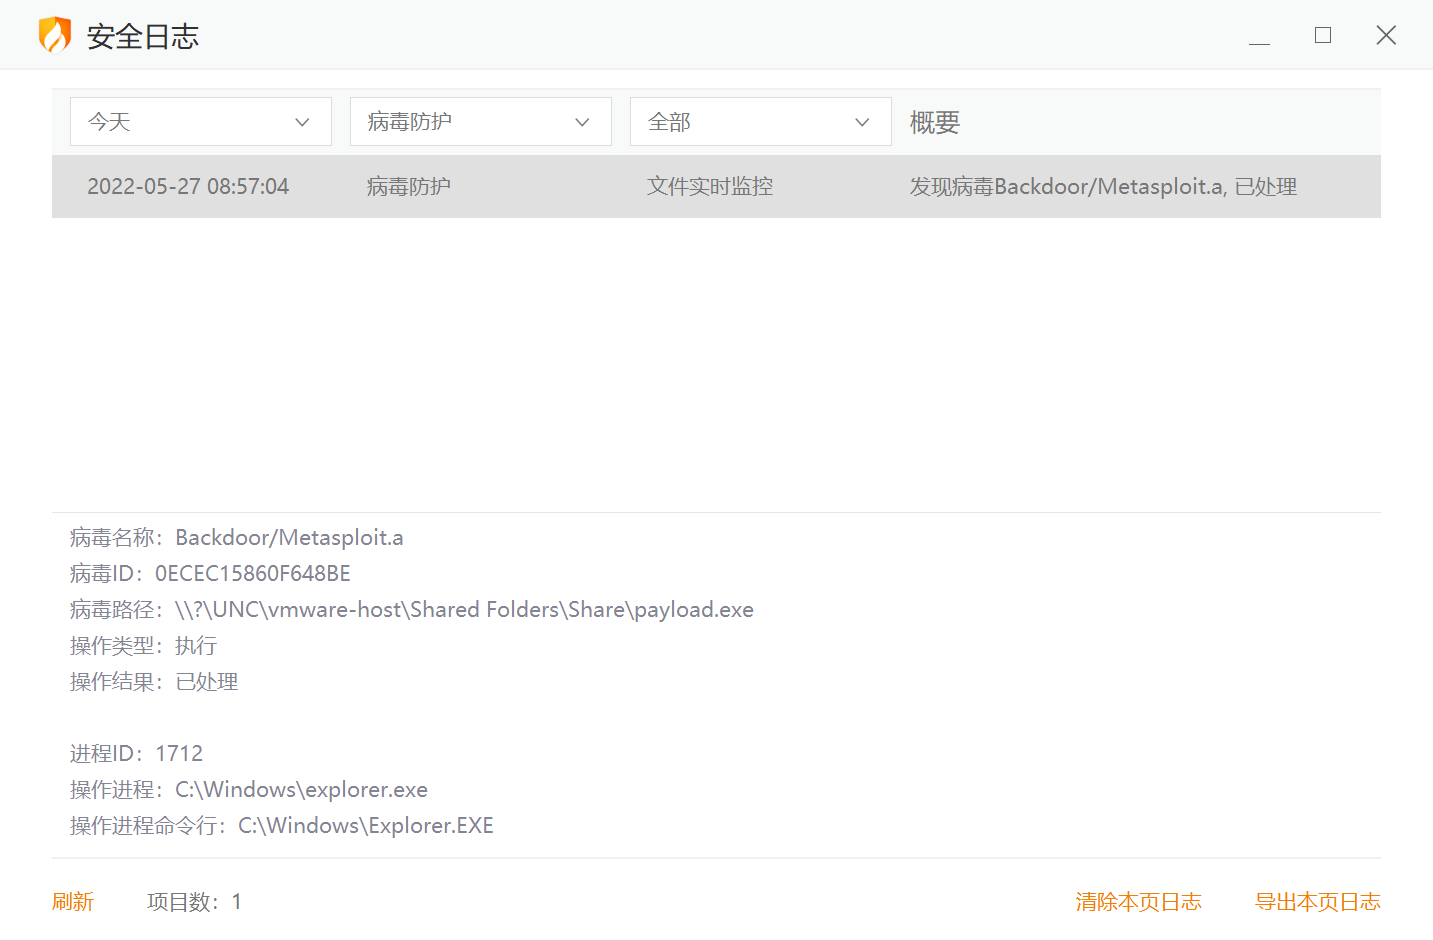 安全日志
今天 病毒防护 全部 概要
2022-05-27 08:57:04 病毒防护 文件实时监控 发现病毒Backdoor/Metasploit.a, 已处理
病毒名称：Backdoor/Metasploit.a
病毒ID：0ECEC15860F648BE
病毒路径：\\?\UNC\vmware-host\Shared Folders\Share\payload.exe
操作类型：执行
操作结果：已处理
进程ID：1712
操作进程：C:\Windows\explorer.exe
操作进程命令行：C:\Windows\Explorer.EXE
刷新 项目数：1 清除本页日志 导出本页日志